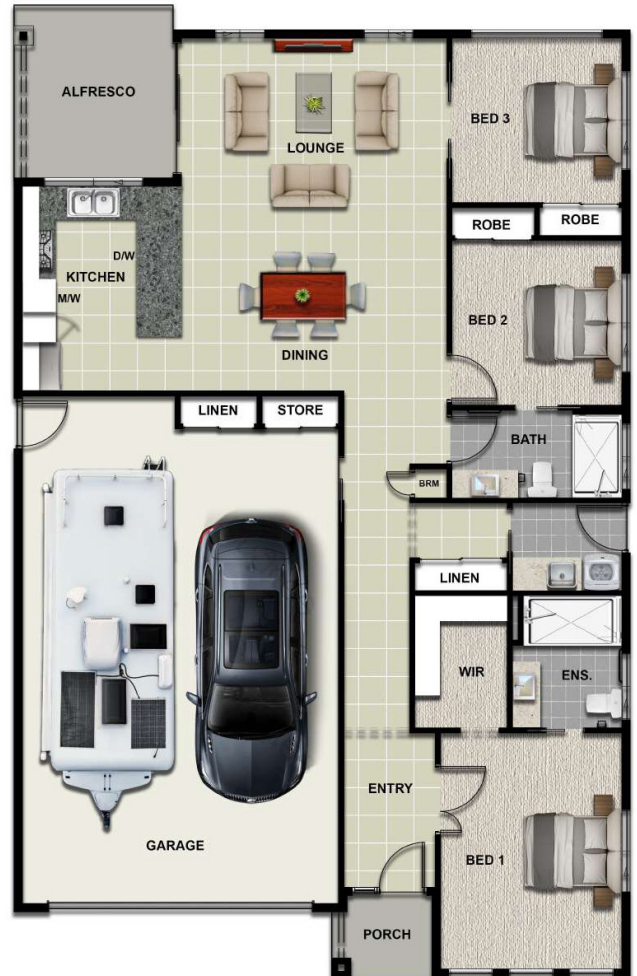 ALFRESCO
LOUNGE
BED 3
ROBE
ROBE
D/W
KITCHEN
M/W
BED 2
DINING
LINEN
STORE
BATH
BRM
LINEN
WIR
ENS.
ENTRY
GARAGE
BED 1
PORCH